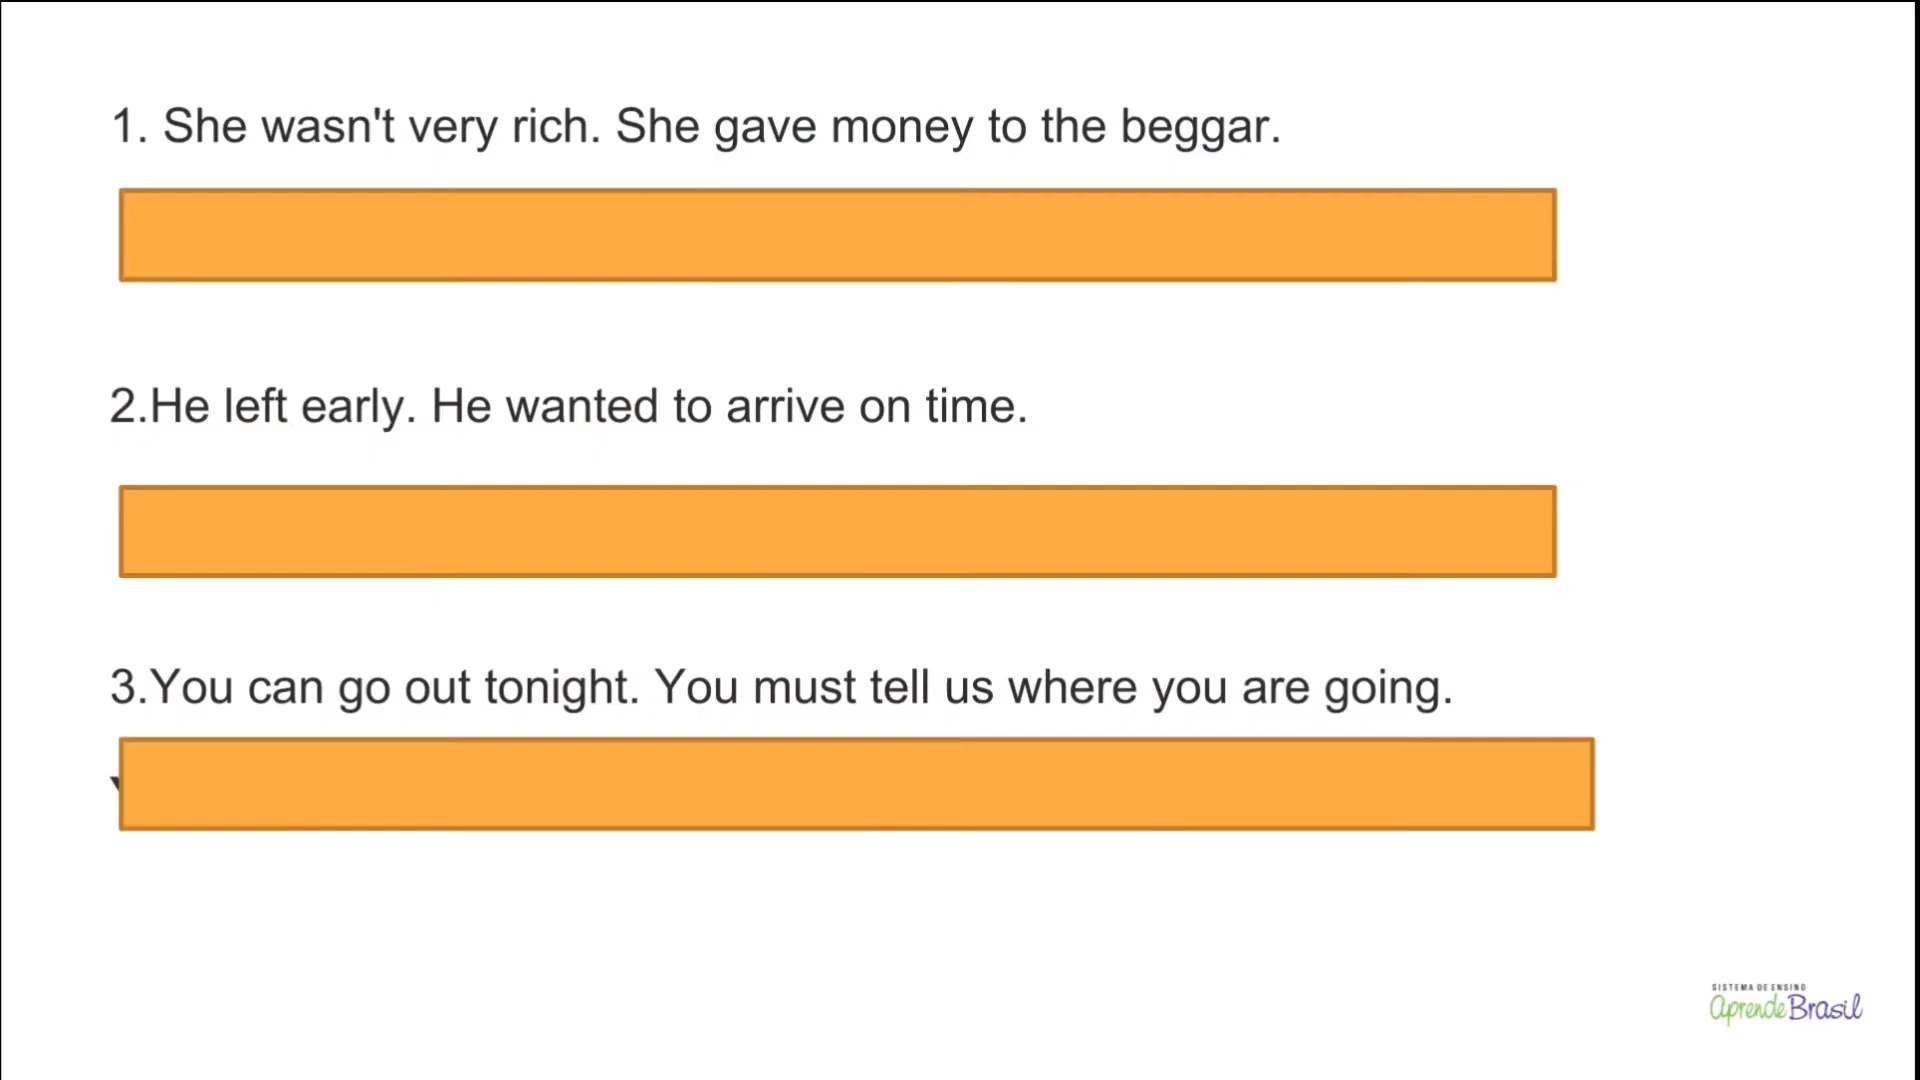 1. She wasn't very rich. She gave money to the beggar.
2.He left early. He wanted to arrive on time.
3.You can go out tonight. You must tell us where you are going.
SISTEMA DE ENSINO
aprendeBrasil